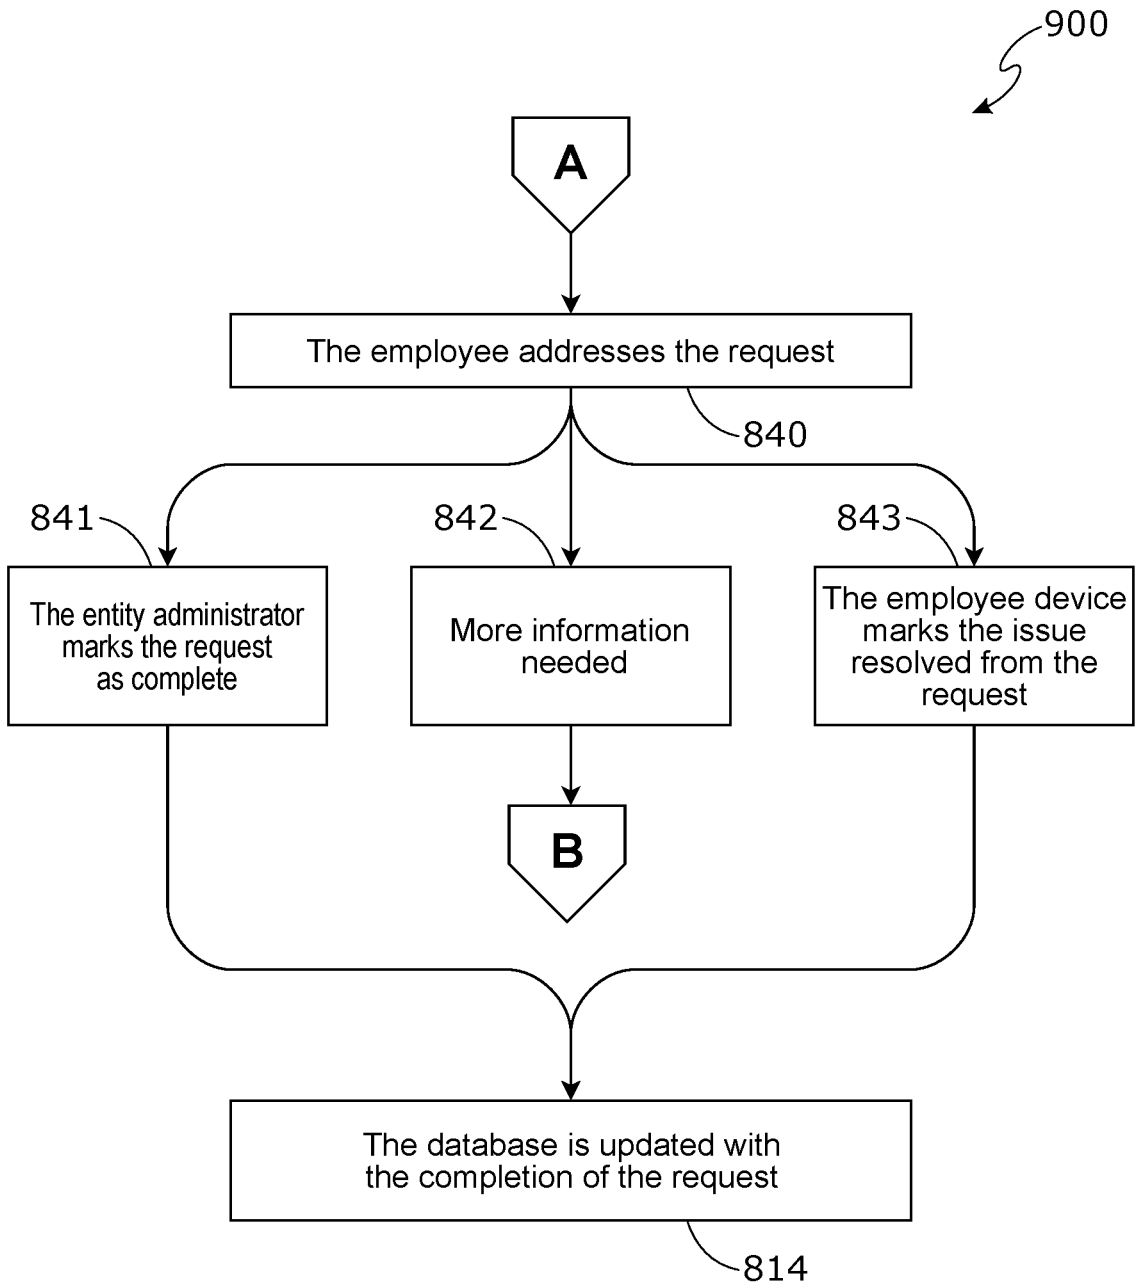 900
A
The employee addresses the request
840
841
842
843
The entity administrator
marks the request
as complete
More information
needed
The employee device
marks the issue
resolved from the
request
B
The database is updated with
the completion of the request
814